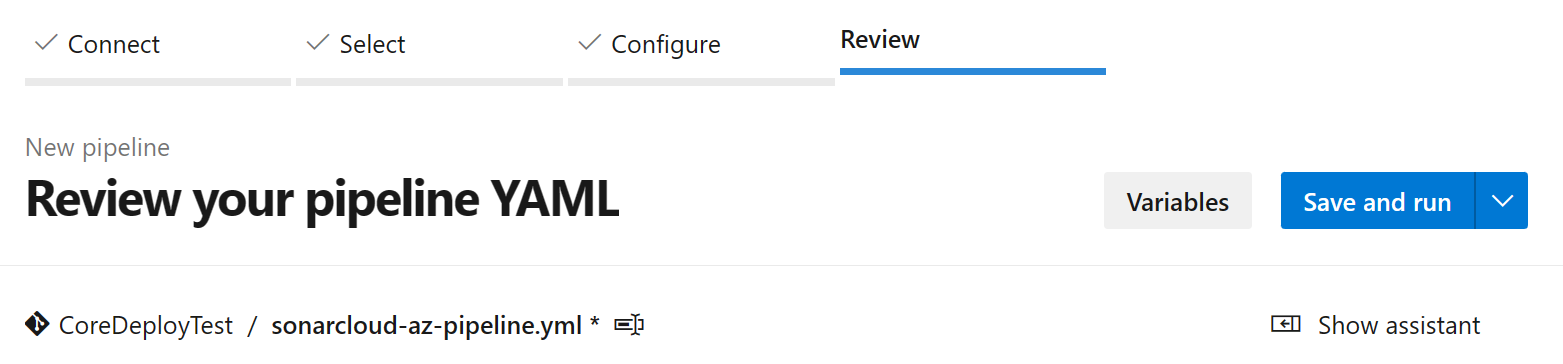 Connect
Select
Configure
Review
New pipeline
Review your pipeline YAML
Variables
Save and run
CoreDeployTest / sonarcloud-az-pipeline.yml *
Show assistant